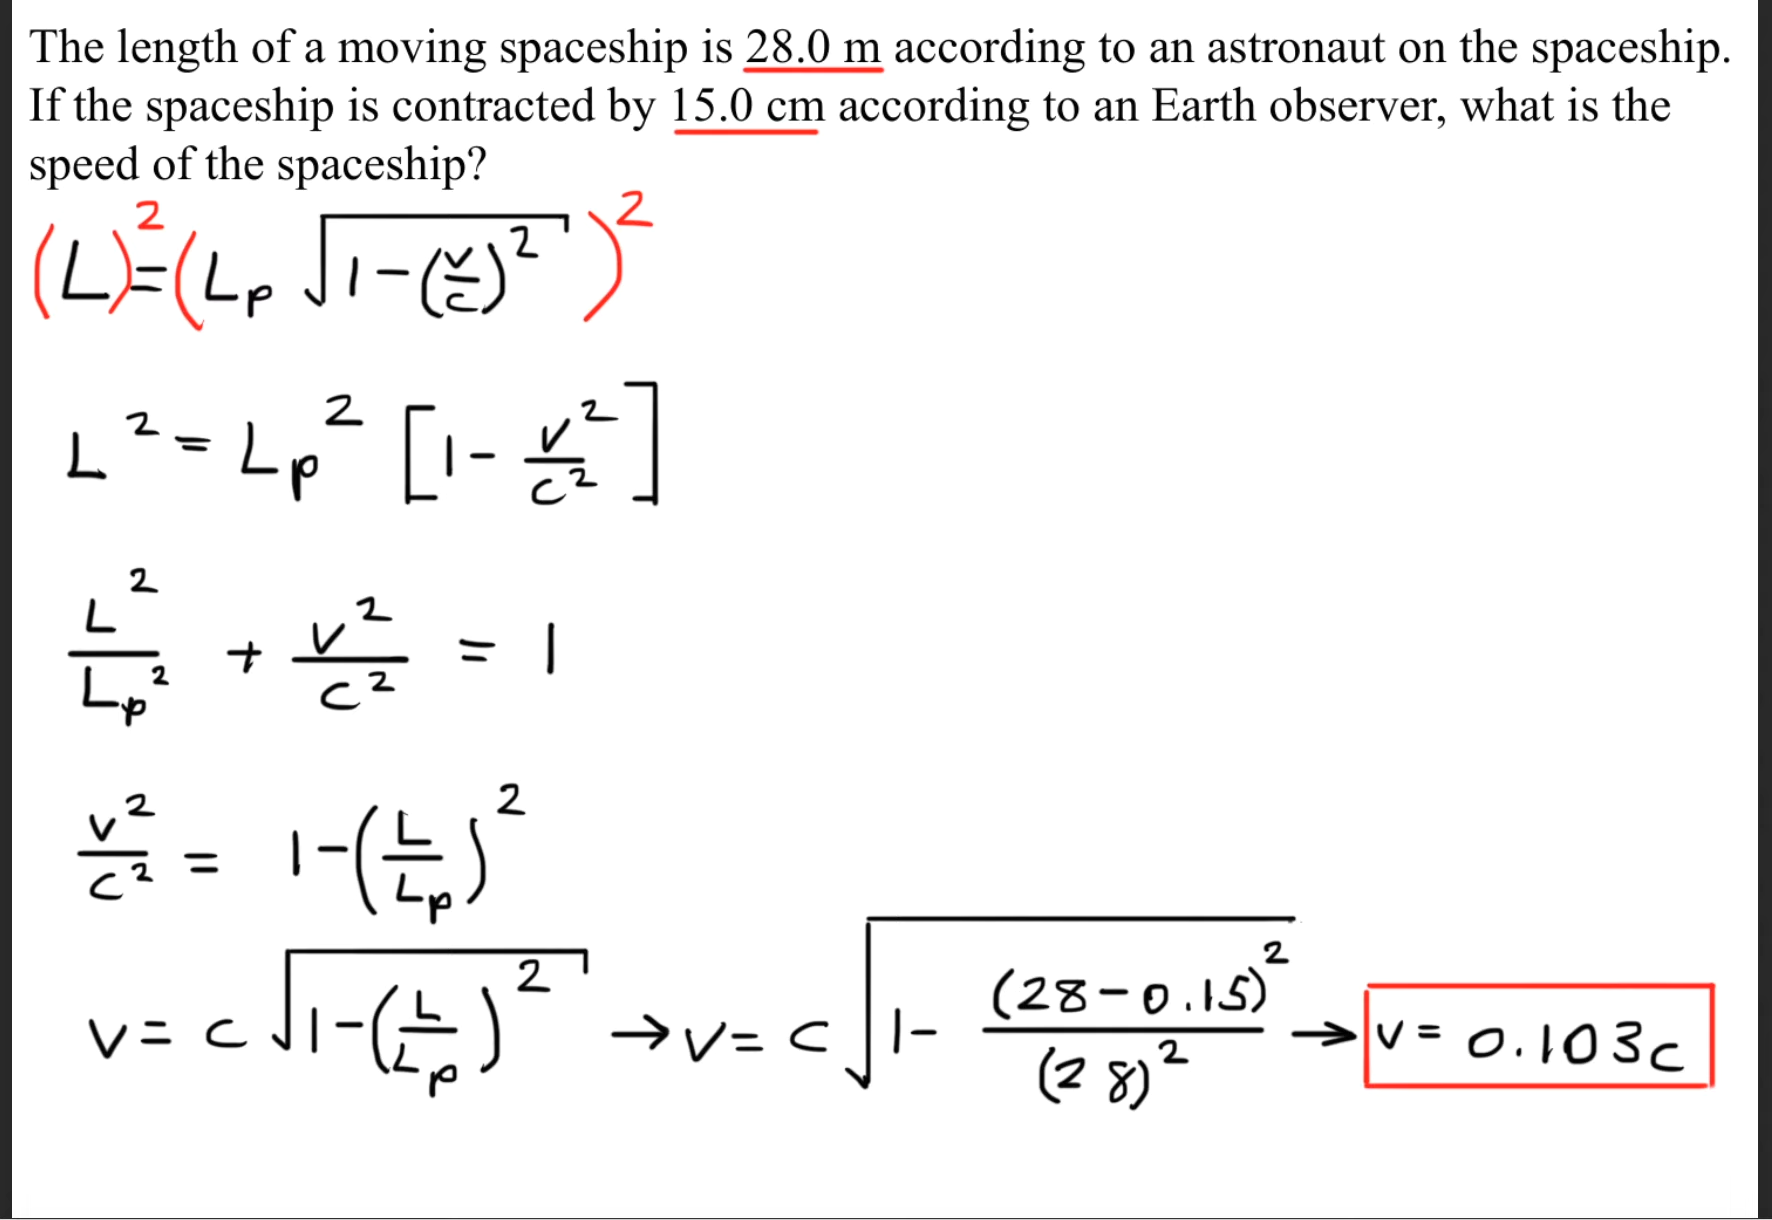 The length of a moving spaceship is 28.0 m according to an astronaut on the spaceship.
If the spaceship is contracted by 15.0 cm according to an Earth observer, what is the
speed of the spaceship?
(L)² = (Lₚ √(1-(v/c)²))²
L² = Lₚ² [1 - v²/c²]
L²/Lₚ² + v²/c² = 1
v²/c² = 1-(L/Lₚ)²
v = c √(1-(L/Lₚ)²) → v = c √(1- (28-0.15)²/(28)²) → v = 0.103c